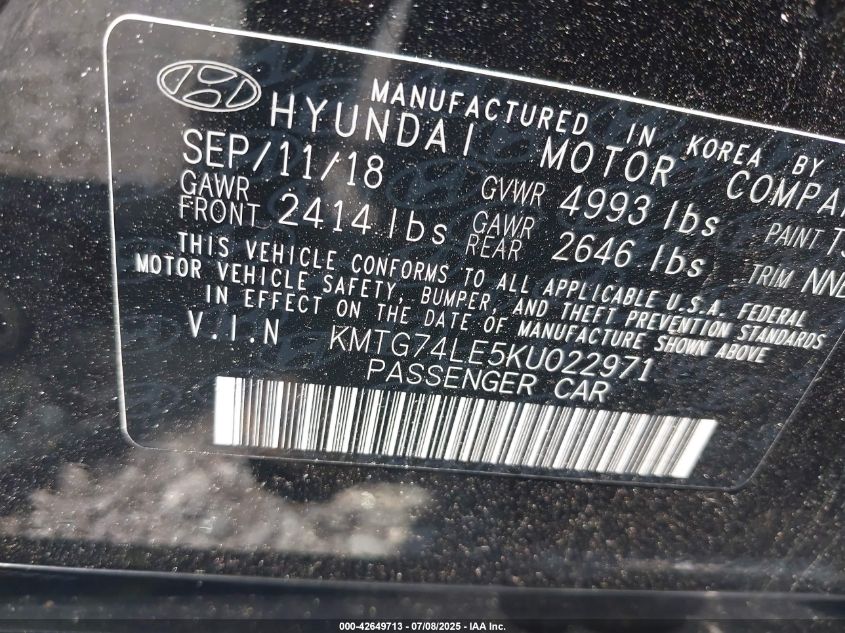 MANUFACTURED IN KOREA BY
HYUNDAI MOTOR
SEP/11/18
GAWR FRONT 2414 lbs
GVWR 4993 lbs
GAWR REAR 2646 lbs
PAINT
TRIM
THIS VEHICLE CONFORMS TO ALL APPLICABLE U.S.A. FEDERAL
MOTOR VEHICLE SAFETY, BUMPER, AND THEFT PREVENTION STANDARDS
IN EFFECT ON THE DATE OF MANUFACTURE SHOWN ABOVE
V.I.N KMTG74LE5KU022971
PASSENGER CAR
000-42649713 - 07/08/2025 - IAA Inc.